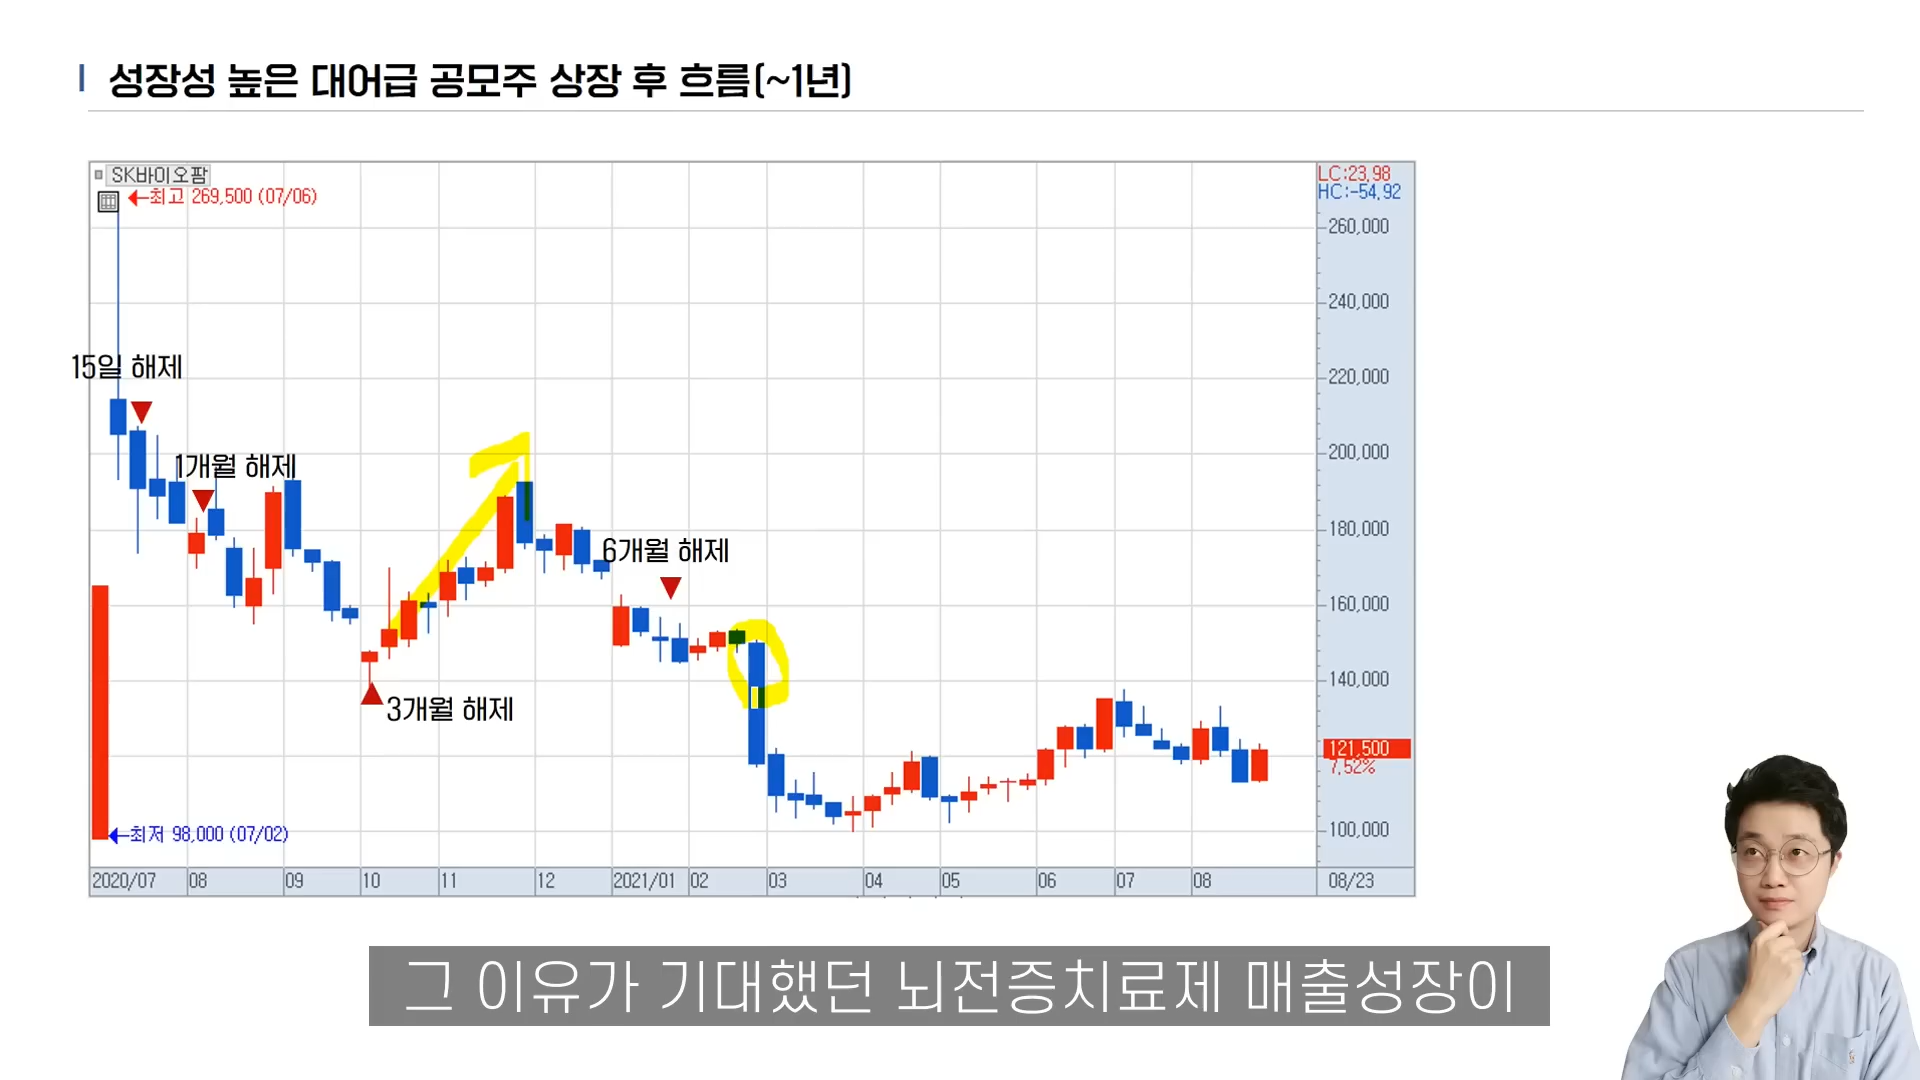 성장성 높은 대어급 공모주 상장 후 흐름(~1년)
SK바이오팜
←최고 269,500 (07/06)
LC:23.98
HC:-54.92
260,000
240,000
220,000
200,000
180,000
160,000
140,000
121,500
7.52%
100,000
15일 해제
1개월 해제
6개월 해제
3개월 해제
←최저 98,000 (07/02)
2020/07 08 09 10 11 12 2021/01 02 03 04 05 06 07 08 08/23
그 이유가 기대했던 뇌전증치료제 매출성장이